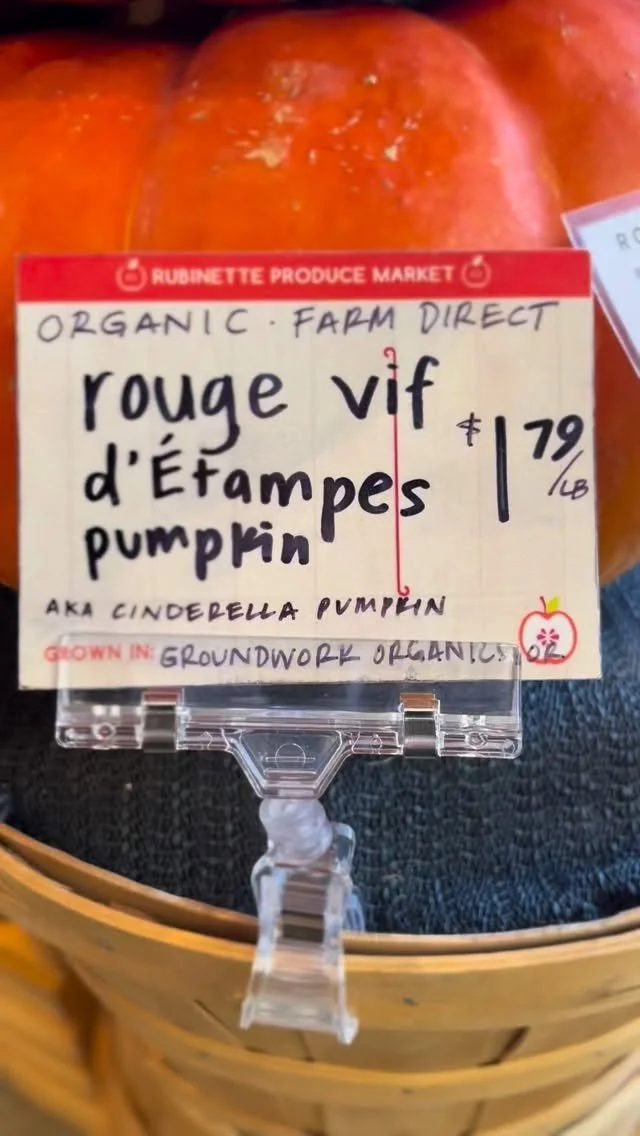 RUBINETTE PRODUCE MARKET
ORGANIC · FARM DIRECT
rouge vif
d'Étampes
pumpkin
$1 79/LB
AKA CINDERELLA PUMPKIN
GROWN IN: GROUNDWORK ORGANICS OR